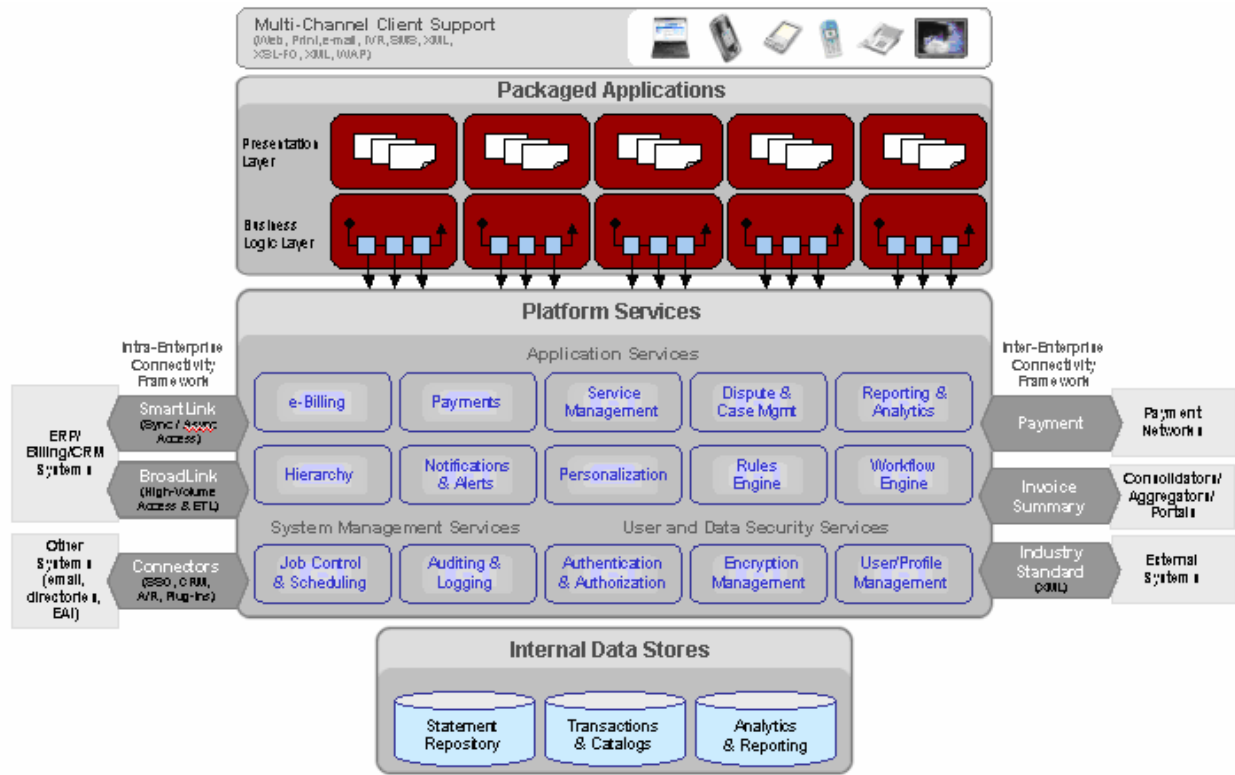 Multi-Channel Client Support
(Web, Print,e-mail, IVR,SMS, XML,
XSL-FO, XML, WAP)
Packaged Applications
Presentation
Layer
Business
Logic Layer
Platform Services
Application Services
e-Billing
Payments
Service
Management
Dispute &
Case Mgmt
Reporting &
Analytics
Hierarchy
Notifications
& Alerts
Personalization
Rules
Engine
Workflow
Engine
System Management Services
User and Data Security Services
Job Control
& Scheduling
Auditing &
Logging
Authentication
& Authorization
Encryption
Management
User/Profile
Management
Intra-Enterprise
Connectivity
Framework
ERP/
Billing/CRM
Systems
SmartLink
(Sync / Async
Access)
BroadLink
(High-Volume
Access & ETL)
Other
Systems
(email,
directories,
EAI)
Connectors
(SSO, CRM,
A/R, Plug-ins)
Inter-Enterprise
Connectivity
Framework
Payment
Payment
Networks
Invoice
Summary
Consolidators/
Aggregators/
Portals
Industry
Standard
(XML)
External
Systems
Internal Data Stores
Statement
Repository
Transactions
& Catalogs
Analytics
& Reporting